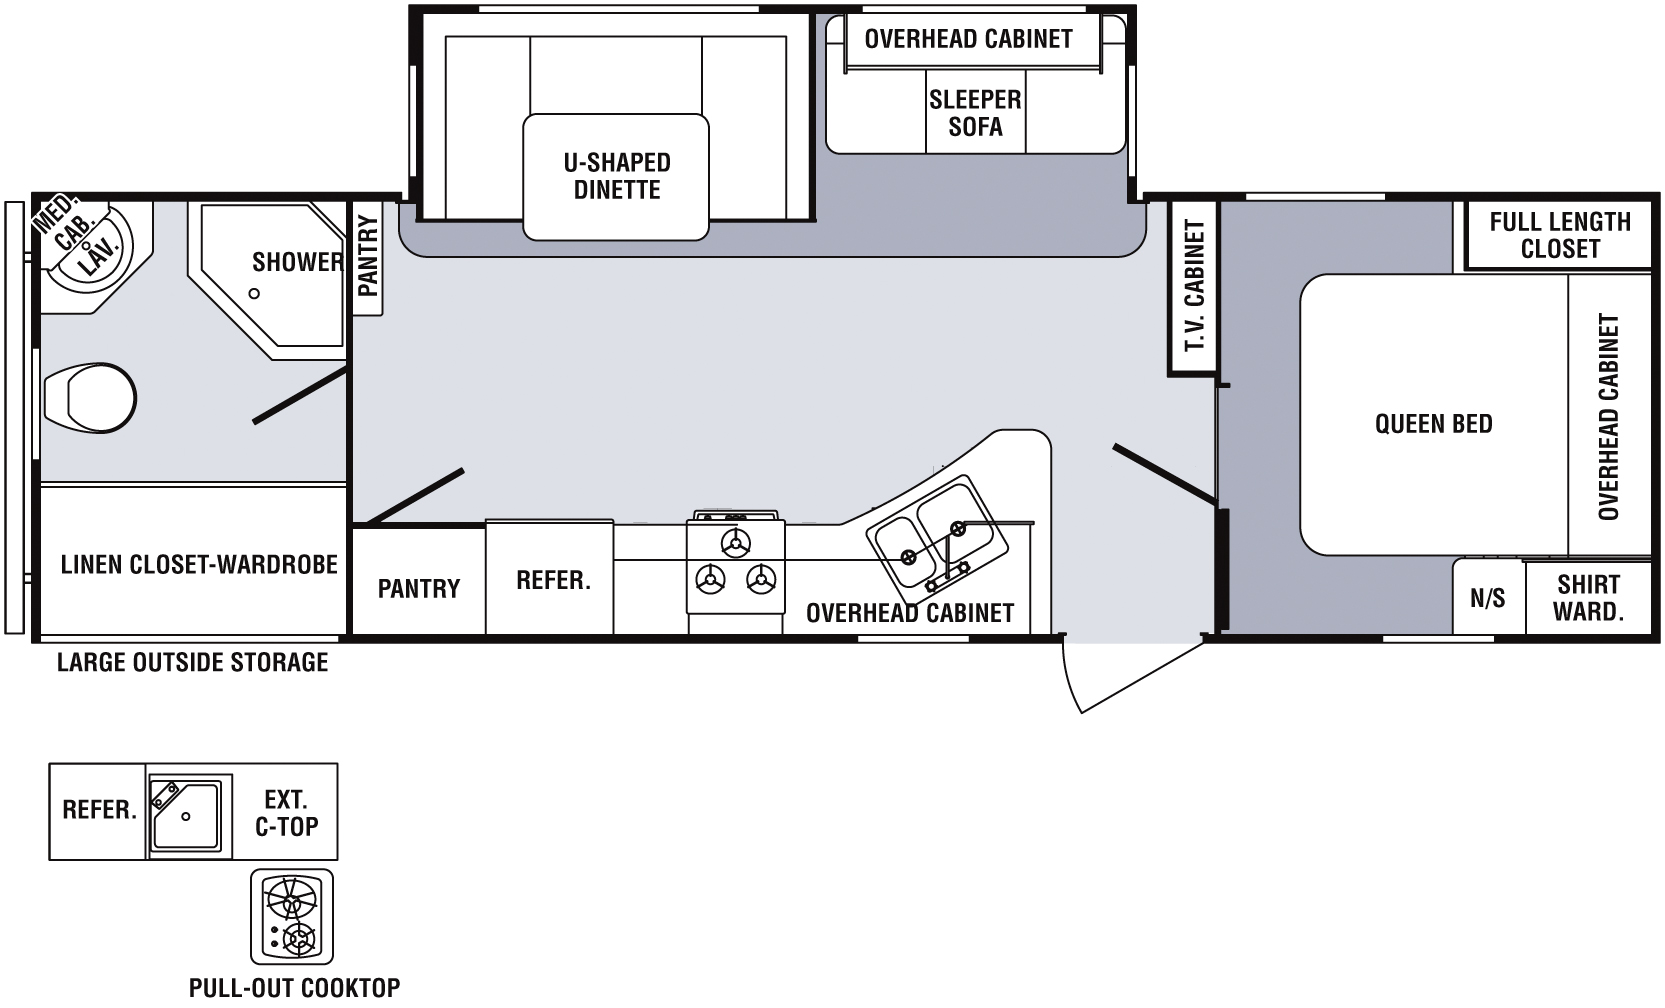 OVERHEAD CABINET
SLEEPER
SOFA
U-SHAPED
DINETTE
MED.
CAB.
LAV.
SHOWER
PANTRY
T.V. CABINET
FULL LENGTH
CLOSET
QUEEN BED
OVERHEAD CABINET
LINEN CLOSET-WARDROBE
PANTRY
REFER.
OVERHEAD CABINET
N/S
SHIRT
WARD.
LARGE OUTSIDE STORAGE
REFER.
EXT.
C-TOP
PULL-OUT COOKTOP